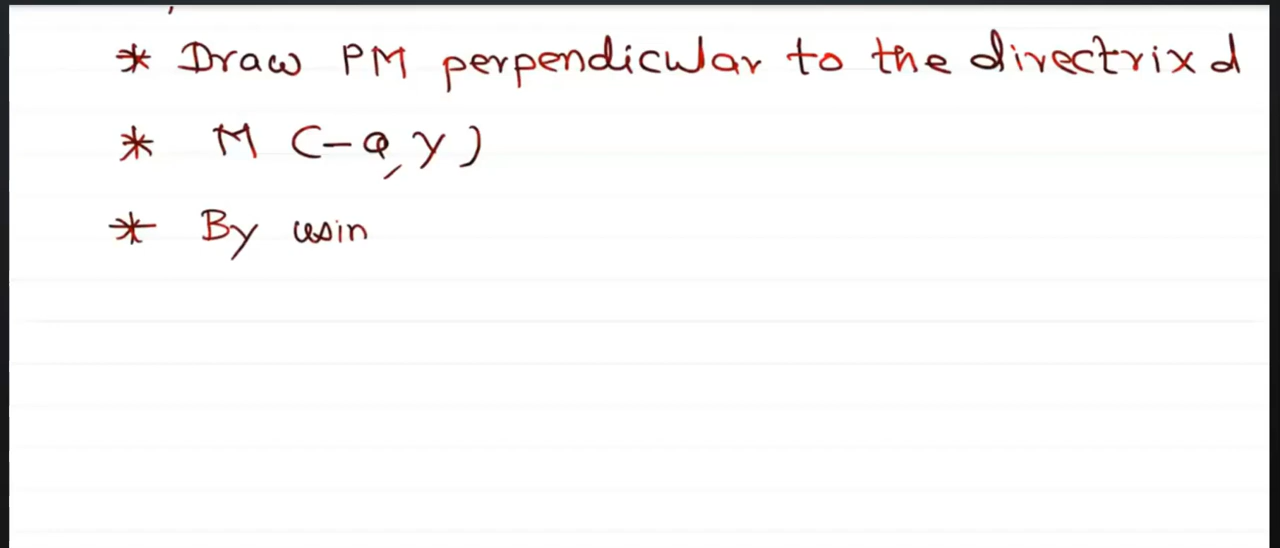 * Draw PM perpendicular to the directrix d
* M (-a, y)
* By usin